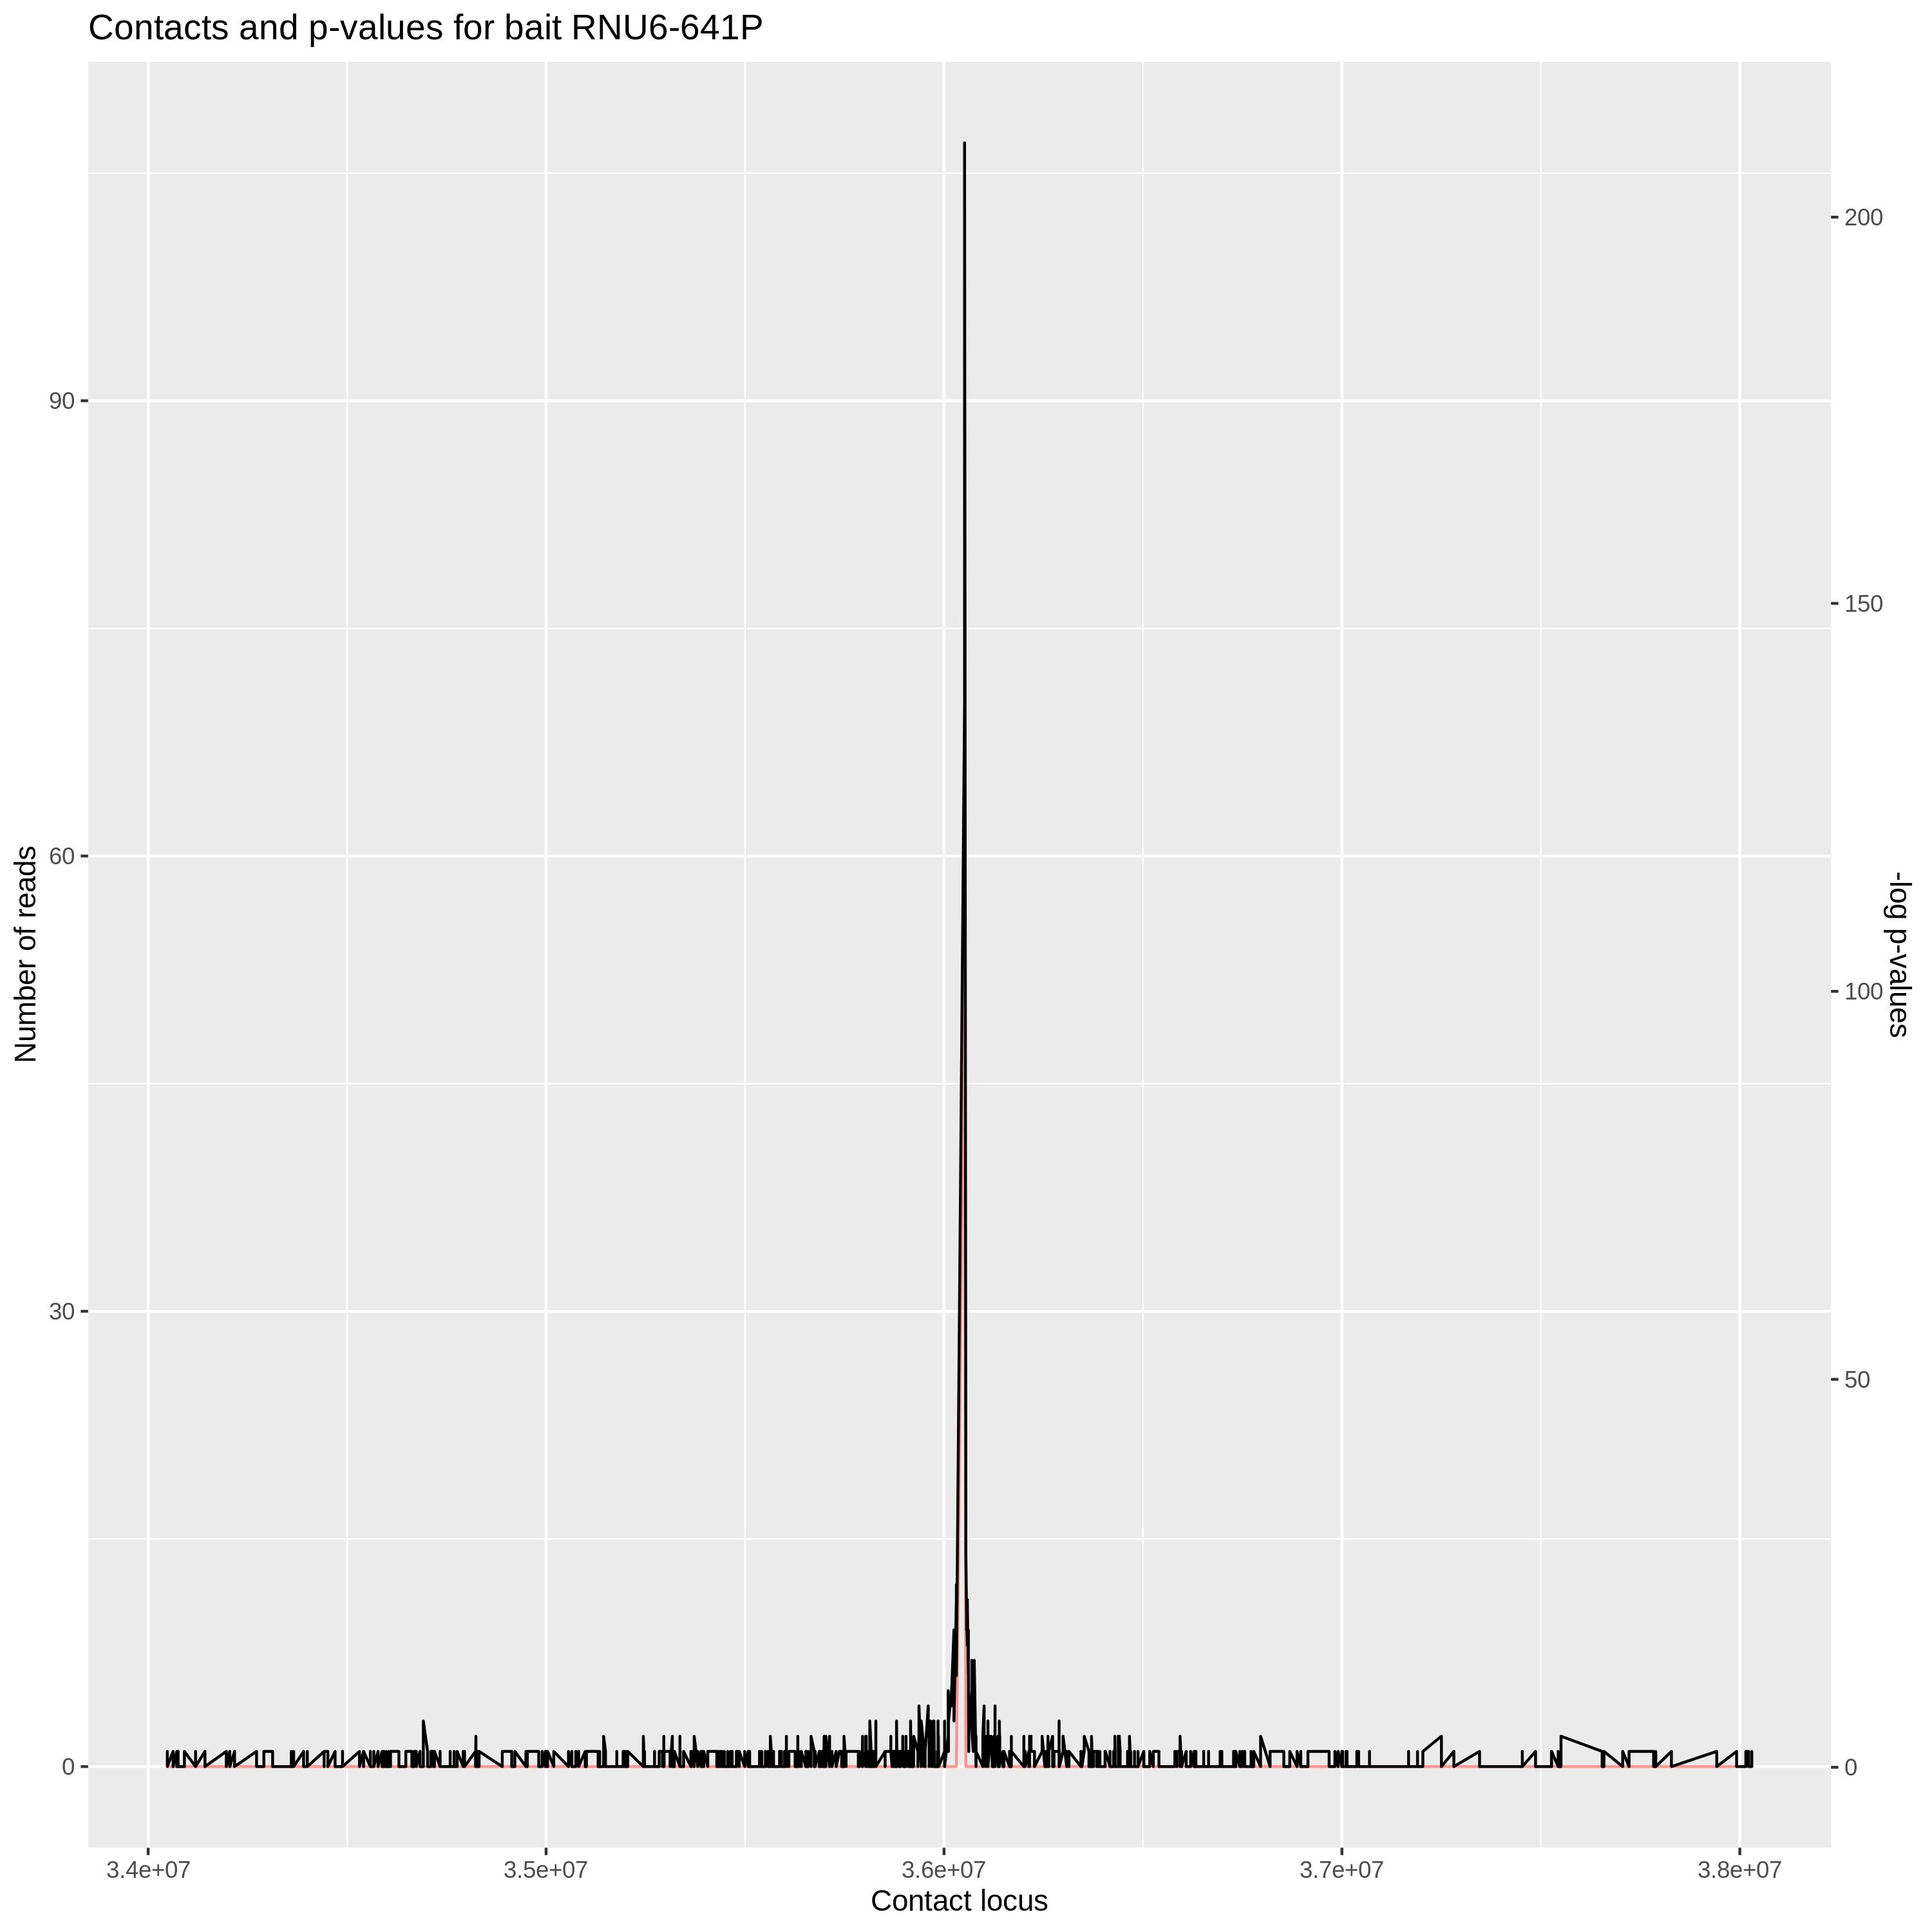 Contacts and p-values for bait RNU6-641P
Number of reads
90
60
30
0
200
150
100
50
0
-log p-values
3.4e+07
3.5e+07
3.6e+07
3.7e+07
3.8e+07
Contact locus